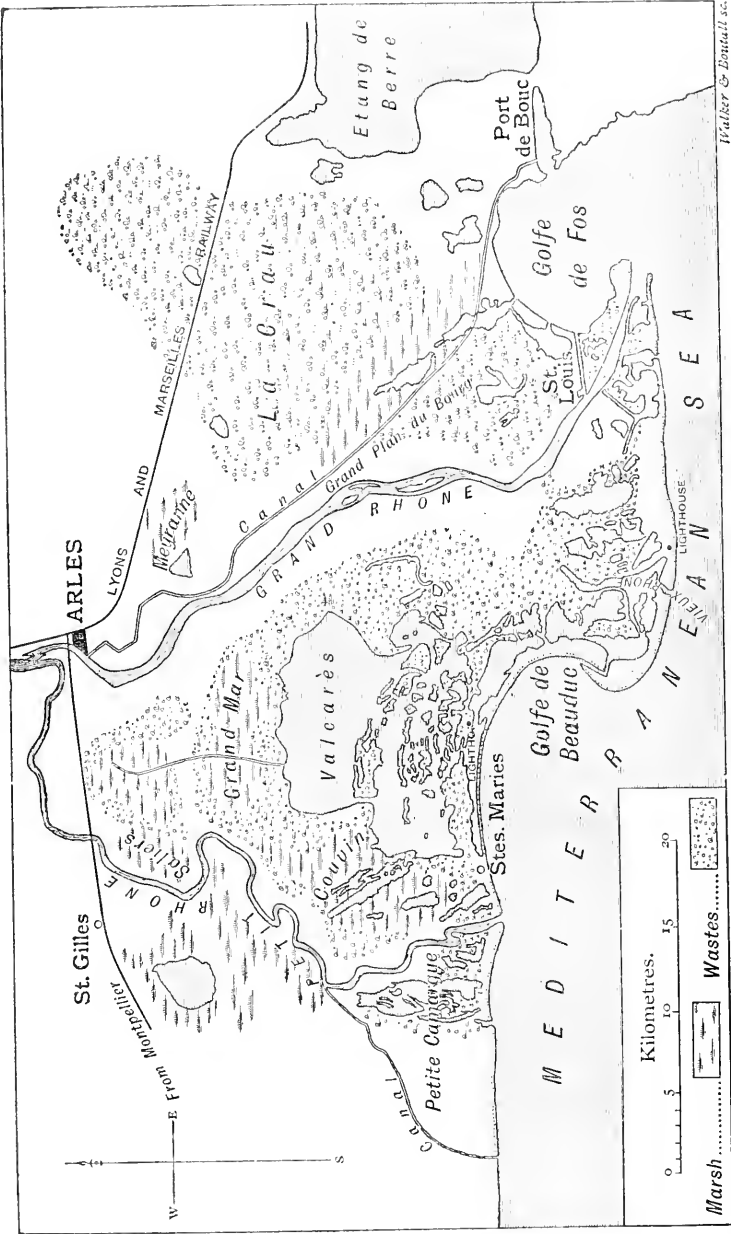 St. Gilles
From Montpellier
ARLES
LYONS AND MARSEILLES RAILWAY
Meyranne
La Crau
Etang de
Berre
Port
de Bouc
Golfe
de Fos
St.
Louis
Canal
Grand Plan du Bourg
GRAND RHONE
PETIT RHONE
Saliers
Grand Mar
Valcarès
Couvin
Petite Camarque
Canal
LIGHTHO.
Stes. Maries
Golfe de
Beauduc
VIEUX RHONE
LIGHTHOUSE
MEDITERRANEAN SEA
W
E
S
Kilometres.
0 5 10 15 20
Marsh
Wastes
Walker & Boutall sc.